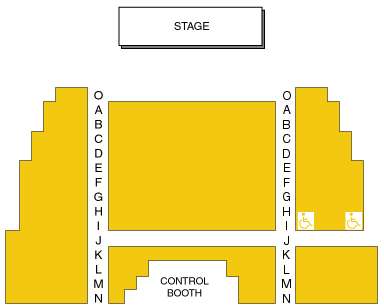 STAGE
O O
A A
B B
C C
D D
E E
F F
G G
H H
I I
J J
K K
L L
M M
N N
CONTROL
BOOTH